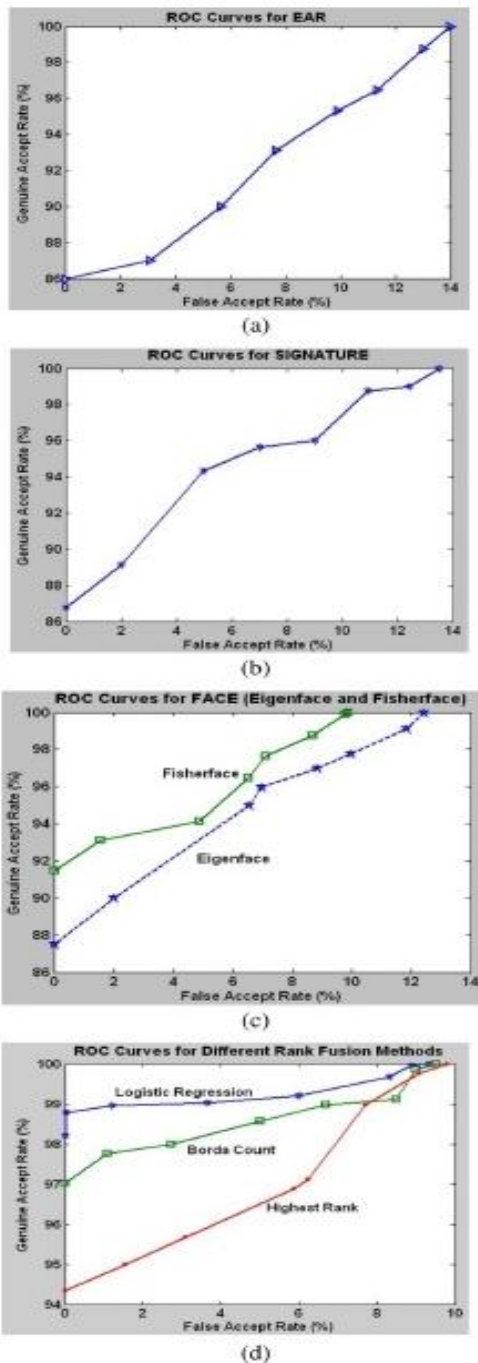 ROC Curves for EAR
Genuine Accept Rate (%)
100
98
96
94
92
90
88
86
0 2 4 6 8 10 12 14
False Accept Rate (%)
(a)
ROC Curves for SIGNATURE
Genuine Accept Rate (%)
100
98
96
94
92
90
88
86
0 2 4 6 8 10 12 14
False Accept Rate (%)
(b)
ROC Curves for FACE (Eigenface and Fisherface)
Genuine Accept Rate (%)
100
98
96
94
92
90
88
86
Fisherface
Eigenface
0 2 4 6 8 10 12 14
False Accept Rate (%)
(c)
ROC Curves for Different Rank Fusion Methods
Genuine Accept Rate (%)
100
99
98
97
96
95
94
Logistic Regression
Borda Count
Highest Rank
0 2 4 6 8 10
False Accept Rate (%)
(d)